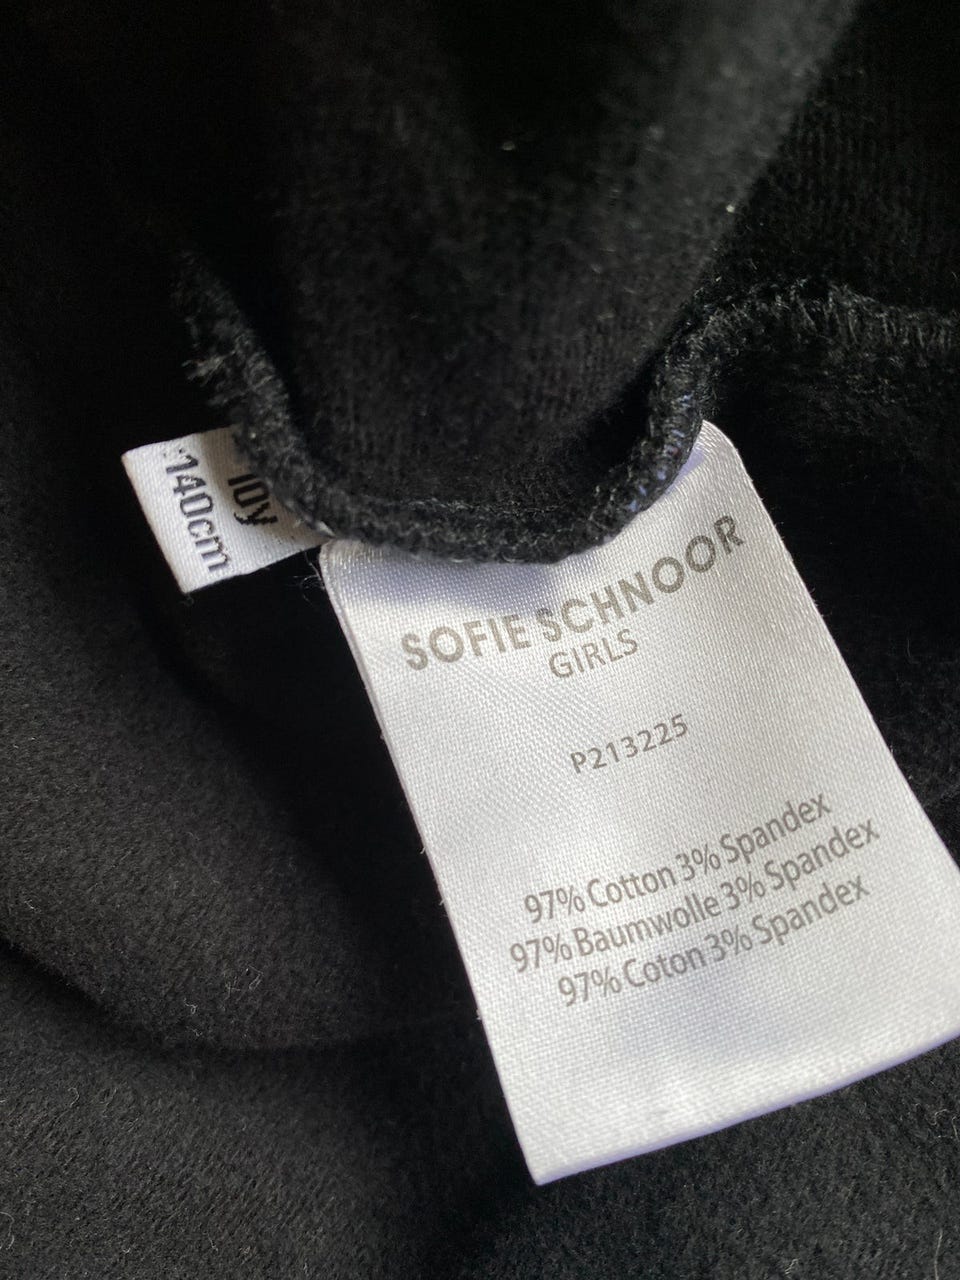 10y
140cm
SOFIE SCHNOOR
GIRLS
P213225
97% Cotton 3% Spandex
97% Baumwolle 3% Spandex
97% Coton 3% Spandex